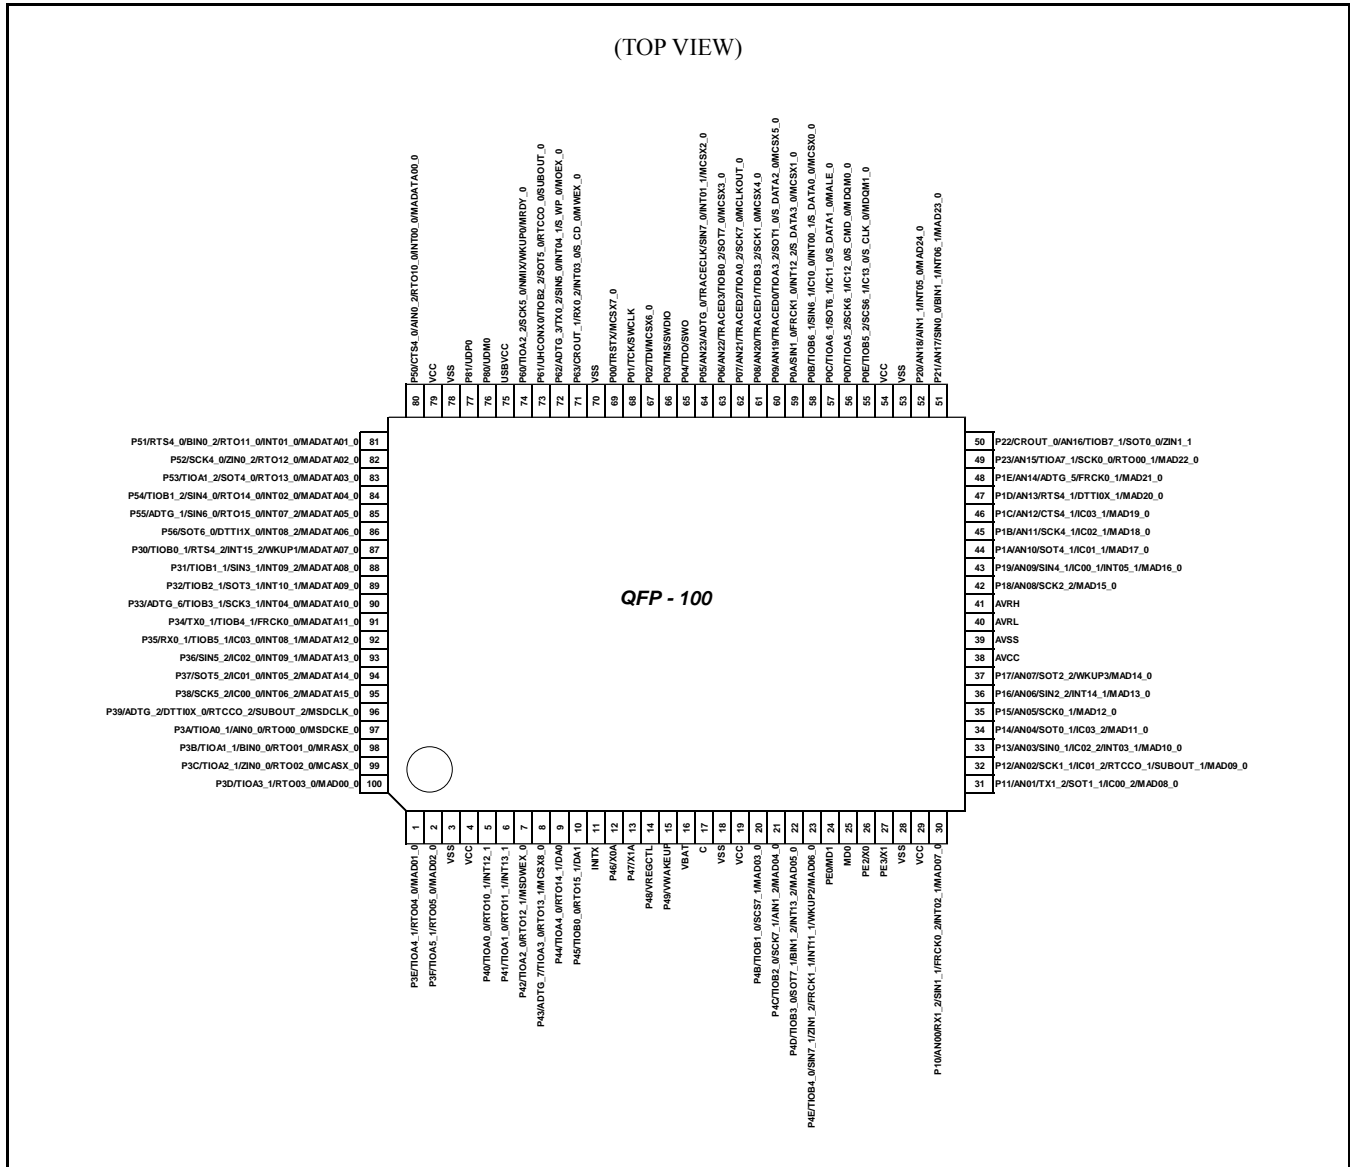 (TOP VIEW)
P50/CTS4_0/AIN0_2/RTO10_0/INT00_0/MADATA00_0
VCC
VSS
P81/UDP0
P80/UDM0
USBVCC
P60/TIOA2_2/SCK5_0/NMIX/WKUP0/MRDY_0
P61/UHCONX0/TIOB2_2/SOT5_0/RTCCO_0/SUBOUT_0
P62/ADTG_3/TX0_2/SIN5_0/INT04_1/S_WP_0/MOEX_0
P63/CROUT_1/RX0_2/INT03_0/S_CD_0/MWEX_0
VSS
P00/TRSTX/MCSX7_0
P01/TCK/SWCLK
P02/TDI/MCSX6_0
P03/TMS/SWDIO
P04/TDO/SWO
P05/AN23/ADTG_0/TRACECLK/SIN7_0/INT01_1/MCSX2_0
P06/AN22/TRACED3/TIOB0_2/SOT7_0/MCSX3_0
P07/AN21/TRACED2/TIOA0_2/SCK7_0/MCLKOUT_0
P08/AN20/TRACED1/TIOB3_2/SCK1_0/MCSX4_0
P09/AN19/TRACED0/TIOA3_2/SOT1_0/S_DATA2_0/MCSX5_0
P0A/SIN1_0/FRCK1_0/INT12_2/S_DATA3_0/MCSX1_0
P0B/TIOB6_1/SIN6_1/IC10_0/INT00_1/S_DATA0_0/MCSX0_0
P0C/TIOA6_1/SOT6_1/IC11_0/S_DATA1_0/MALE_0
P0D/TIOA5_2/SCK6_1/IC12_0/S_CMD_0/MDQM0_0
P0E/TIOB5_2/SCS6_1/IC13_0/S_CLK_0/MDQM1_0
VCC
VSS
P20/AN18/AIN1_1/INT05_0/MAD24_0
P21/AN17/SIN0_0/BIN1_1/INT06_1/MAD23_0
80 79 78 77 76 75 74 73 72 71 70 69 68 67 66 65 64 63 62 61 60 59 58 57 56 55 54 53 52 51
P51/RTS4_0/BIN0_2/RTO11_0/INT01_0/MADATA01_0 81
P52/SCK4_0/ZIN0_2/RTO12_0/MADATA02_0 82
P53/TIOA1_2/SOT4_0/RTO13_0/MADATA03_0 83
P54/TIOB1_2/SIN4_0/RTO14_0/INT02_0/MADATA04_0 84
P55/ADTG_1/SIN6_0/RTO15_0/INT07_2/MADATA05_0 85
P56/SOT6_0/DTTI1X_0/INT08_2/MADATA06_0 86
P30/TIOB0_1/RTS4_2/INT15_2/WKUP1/MADATA07_0 87
P31/TIOB1_1/SIN3_1/INT09_2/MADATA08_0 88
P32/TIOB2_1/SOT3_1/INT10_1/MADATA09_0 89
P33/ADTG_6/TIOB3_1/SCK3_1/INT04_0/MADATA10_0 90
P34/TX0_1/TIOB4_1/FRCK0_0/MADATA11_0 91
P35/RX0_1/TIOB5_1/IC03_0/INT08_1/MADATA12_0 92
P36/SIN5_2/IC02_0/INT09_1/MADATA13_0 93
P37/SOT5_2/IC01_0/INT05_2/MADATA14_0 94
P38/SCK5_2/IC00_0/INT06_2/MADATA15_0 95
P39/ADTG_2/DTTI0X_0/RTCCO_2/SUBOUT_2/MSDCLK_0 96
P3A/TIOA0_1/AIN0_0/RTO00_0/MSDCKE_0 97
P3B/TIOA1_1/BIN0_0/RTO01_0/MRASX_0 98
P3C/TIOA2_1/ZIN0_0/RTO02_0/MCASX_0 99
P3D/TIOA3_1/RTO03_0/MAD00_0 100
QFP - 100
50 P22/CROUT_0/AN16/TIOB7_1/SOT0_0/ZIN1_1
49 P23/AN15/TIOA7_1/SCK0_0/RTO00_1/MAD22_0
48 P1E/AN14/ADTG_5/FRCK0_1/MAD21_0
47 P1D/AN13/RTS4_1/DTTI0X_1/MAD20_0
46 P1C/AN12/CTS4_1/IC03_1/MAD19_0
45 P1B/AN11/SCK4_1/IC02_1/MAD18_0
44 P1A/AN10/SOT4_1/IC01_1/MAD17_0
43 P19/AN09/SIN4_1/IC00_1/INT05_1/MAD16_0
42 P18/AN08/SCK2_2/MAD15_0
41 AVRH
40 AVRL
39 AVSS
38 AVCC
37 P17/AN07/SOT2_2/WKUP3/MAD14_0
36 P16/AN06/SIN2_2/INT14_1/MAD13_0
35 P15/AN05/SCK0_1/MAD12_0
34 P14/AN04/SOT0_1/IC03_2/MAD11_0
33 P13/AN03/SIN0_1/IC02_2/INT03_1/MAD10_0
32 P12/AN02/SCK1_1/IC01_2/RTCCO_1/SUBOUT_1/MAD09_0
31 P11/AN01/TX1_2/SOT1_1/IC00_2/MAD08_0
1 2 3 4 5 6 7 8 9 10 11 12 13 14 15 16 17 18 19 20 21 22 23 24 25 26 27 28 29 30
P3E/TIOA4_1/RTO04_0/MAD01_0
P3F/TIOA5_1/RTO05_0/MAD02_0
VSS
VCC
P40/TIOA0_0/RTO10_1/INT12_1
P41/TIOA1_0/RTO11_1/INT13_1
P42/TIOA2_0/RTO12_1/MSDWEX_0
P43/ADTG_7/TIOA3_0/RTO13_1/MCSX8_0
P44/TIOA4_0/RTO14_1/DA0
P45/TIOB0_0/RTO15_1/DA1
INITX
P46/X0A
P47/X1A
P48/VREGCTL
P49/VWAKEUP
VBAT
C
VSS
VCC
P4B/TIOB1_0/SCS7_1/MAD03_0
P4C/TIOB2_0/SCK7_1/AIN1_2/MAD04_0
P4D/TIOB3_0/SOT7_1/BIN1_2/INT13_2/MAD05_0
P4E/TIOB4_0/SIN7_1/ZIN1_2/FRCK1_1/INT11_1/WKUP2/MAD06_0
PE0/MD1
MD0
PE2/X0
PE3/X1
VSS
VCC
P10/AN00/RX1_2/SIN1_1/FRCK0_2/INT02_1/MAD07_0